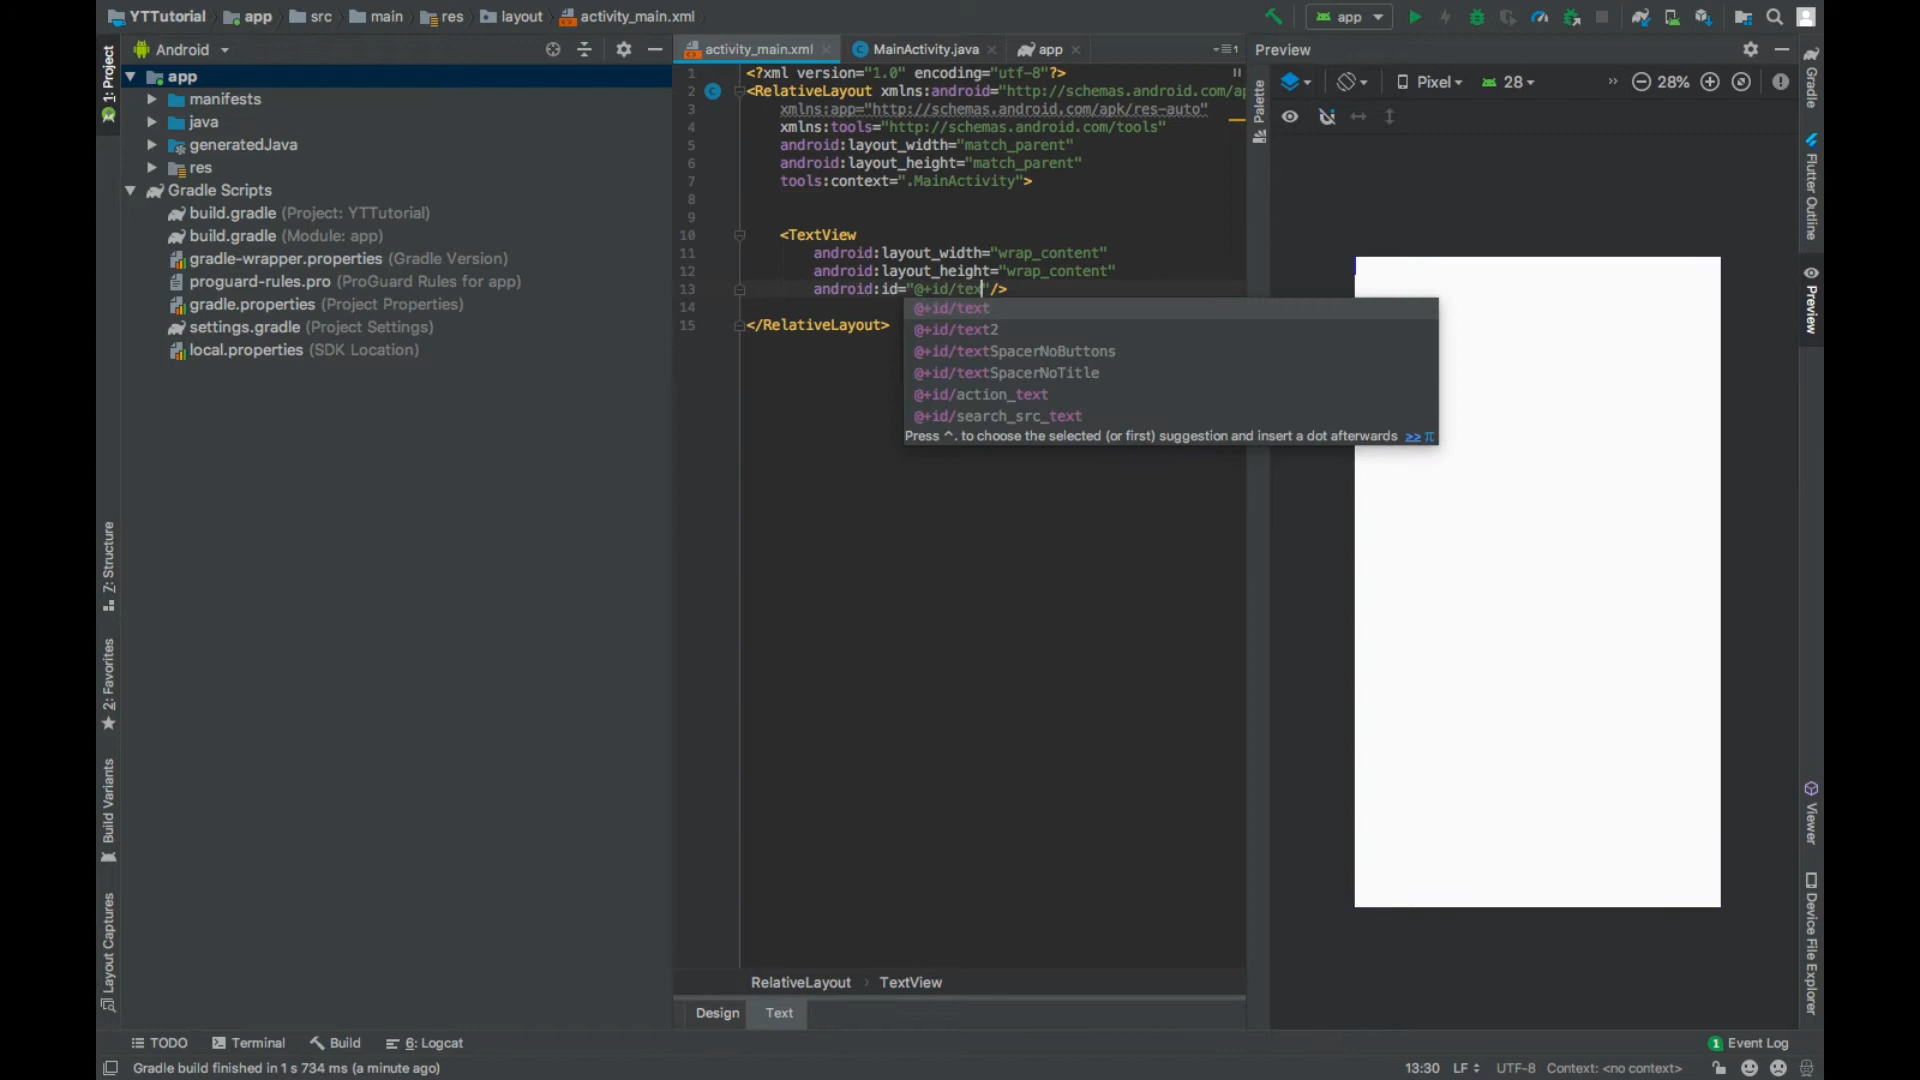 YTTutorial app src main res layout activity_main.xml
app
1: Project
Android
activity_main.xml MainActivity.java app
Preview
app
manifests
java
generatedJava
res
Gradle Scripts
build.gradle (Project: YTTutorial)
build.gradle (Module: app)
gradle-wrapper.properties (Gradle Version)
proguard-rules.pro (ProGuard Rules for app)
gradle.properties (Project Properties)
settings.gradle (Project Settings)
local.properties (SDK Location)
1 <?xml version="1.0" encoding="utf-8"?>
2 <RelativeLayout xmlns:android="http://schemas.android.com/ap
3 xmlns:app="http://schemas.android.com/apk/res-auto"
4 xmlns:tools="http://schemas.android.com/tools"
5 android:layout_width="match_parent"
6 android:layout_height="match_parent"
7 tools:context=".MainActivity">
8
9
10 <TextView
11 android:layout_width="wrap_content"
12 android:layout_height="wrap_content"
13 android:id="@+id/tex"/>
14
15 </RelativeLayout>
@+id/text
@+id/text2
@+id/textSpacerNoButtons
@+id/textSpacerNoTitle
@+id/action_text
@+id/search_src_text
Press ^. to choose the selected (or first) suggestion and insert a dot afterwards >> π
Palette
Pixel 28 >> 28%
Gradle
Flutter Outline
Preview
Viewer
Device File Explorer
7: Structure
2: Favorites
Build Variants
Layout Captures
RelativeLayout › TextView
Design Text
TODO Terminal Build 6: Logcat
1 Event Log
Gradle build finished in 1 s 734 ms (a minute ago)
13:30 LF UTF-8 Context: <no context>